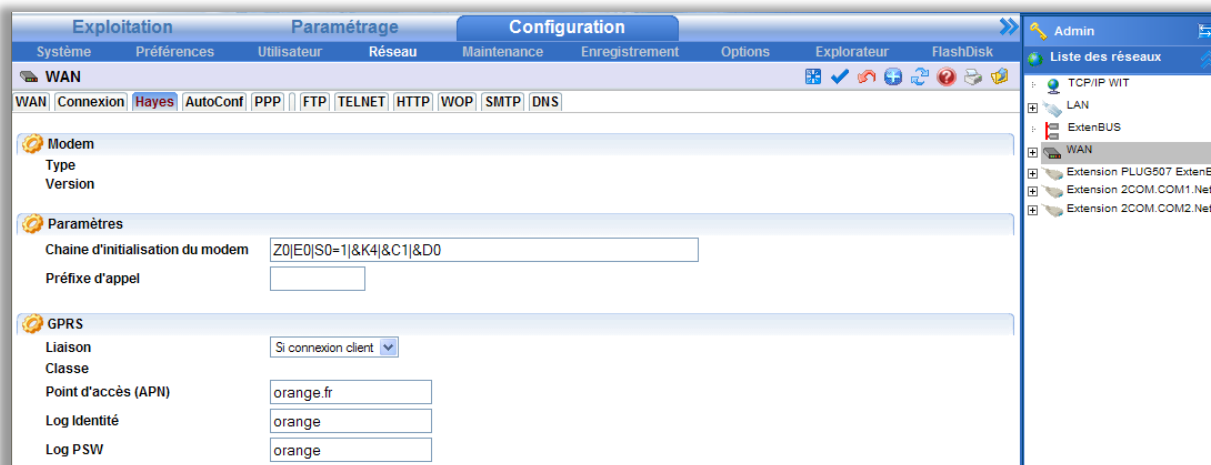 Exploitation Paramétrage Configuration
Système Préférences Utilisateur Réseau Maintenance Enregistrement Options Explorateur FlashDisk
WAN
WAN Connexion Hayes AutoConf PPP FTP TELNET HTTP WOP SMTP DNS
Modem
Type
Version
Paramètres
Chaine d'initialisation du modem Z0|E0|S0=1|&K4|&C1|&D0
Préfixe d'appel
GPRS
Liaison Si connexion client
Classe
Point d'accès (APN) orange.fr
Log Identité orange
Log PSW orange
Admin
Liste des réseaux
TCP/IP WIT
LAN
ExtenBUS
WAN
Extension PLUG507 ExtenB
Extension 2COM.COM1.Net
Extension 2COM.COM2.Net